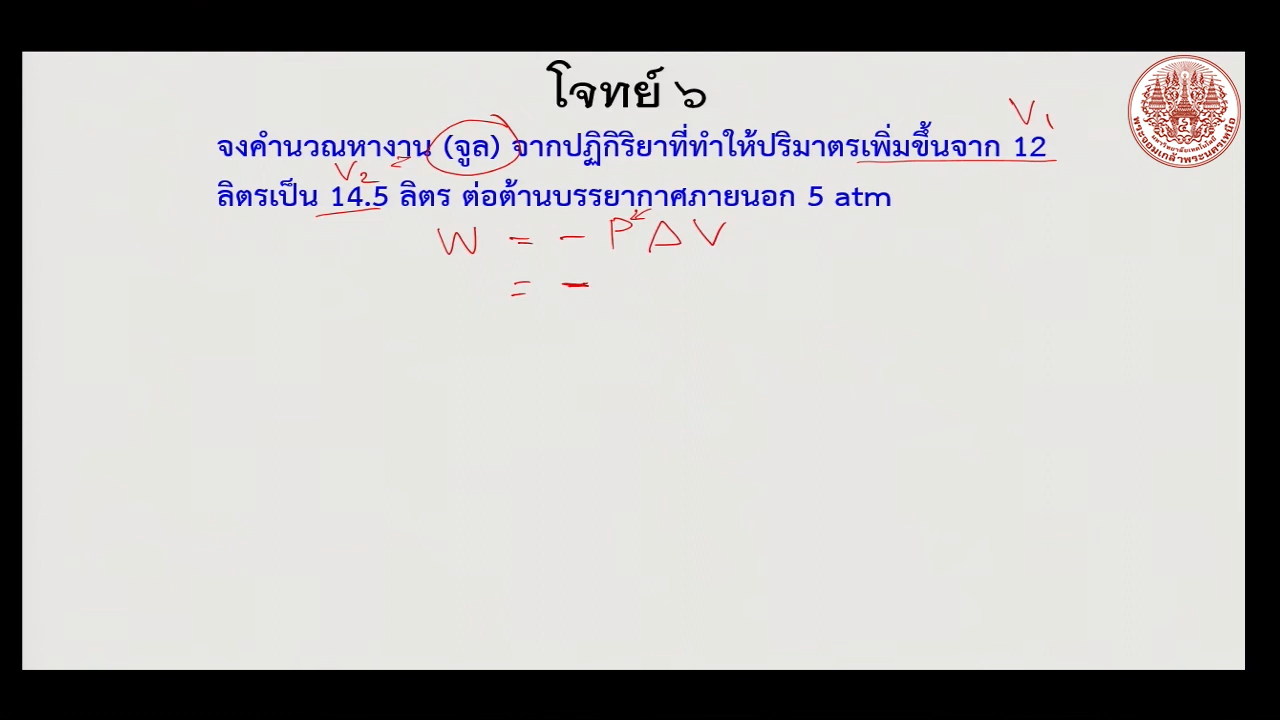 โจทย์ ๖
V₁
จงคำนวณหางาน (จูล) จากปฏิกิริยาที่ทำให้ปริมาตรเพิ่มขึ้นจาก 12
V₂
ลิตรเป็น 14.5 ลิตร ต่อต้านบรรยากาศภายนอก 5 atm
W = - P Δ V
= -